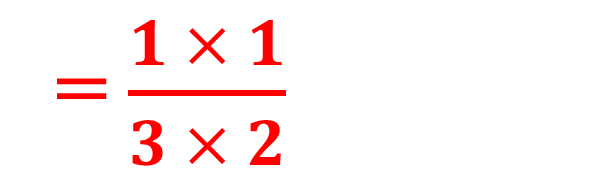 = 1 × 1
3 × 2